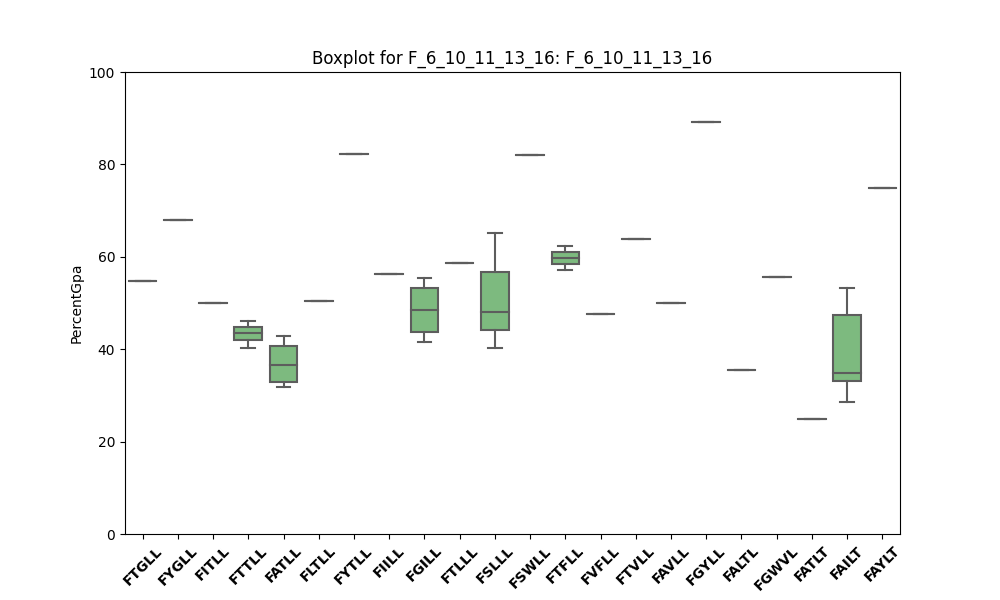 Boxplot for F_6_10_11_13_16: F_6_10_11_13_16
PercentGpa
100
80
60
40
20
0
FTGLL
FYGLL
FITLL
FTTLL
FATLL
FLTLL
FYTLL
FIILL
FGILL
FTLLL
FSLLL
FSWLL
FTFLL
FVFLL
FTVLL
FAVLL
FGYLL
FALTL
FGWVL
FATLT
FAILT
FAYLT